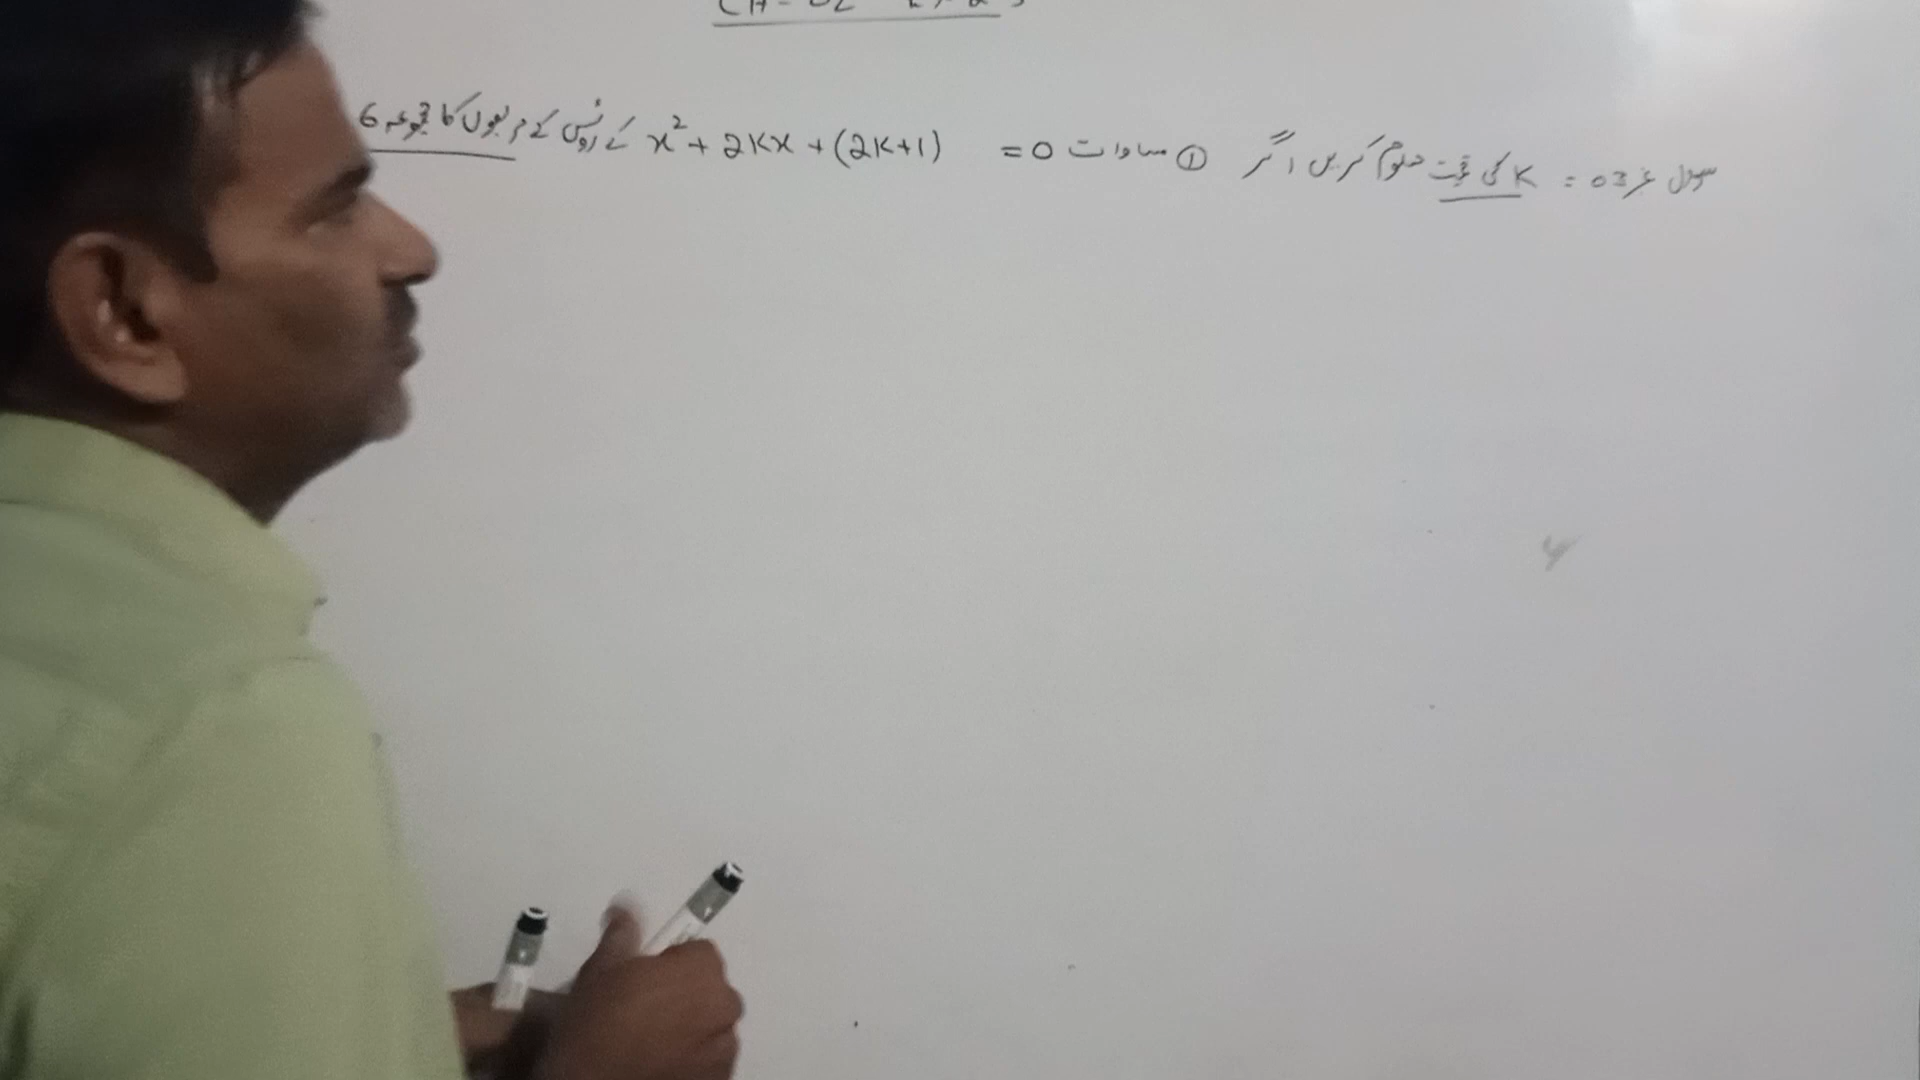 سوال نمبر 03 : K کی قیمت معلوم کریں اگر ① مساوات x² + 2Kx + (2K+1) = 0 کے روٹس کے مربعوں کا مجموعہ 6